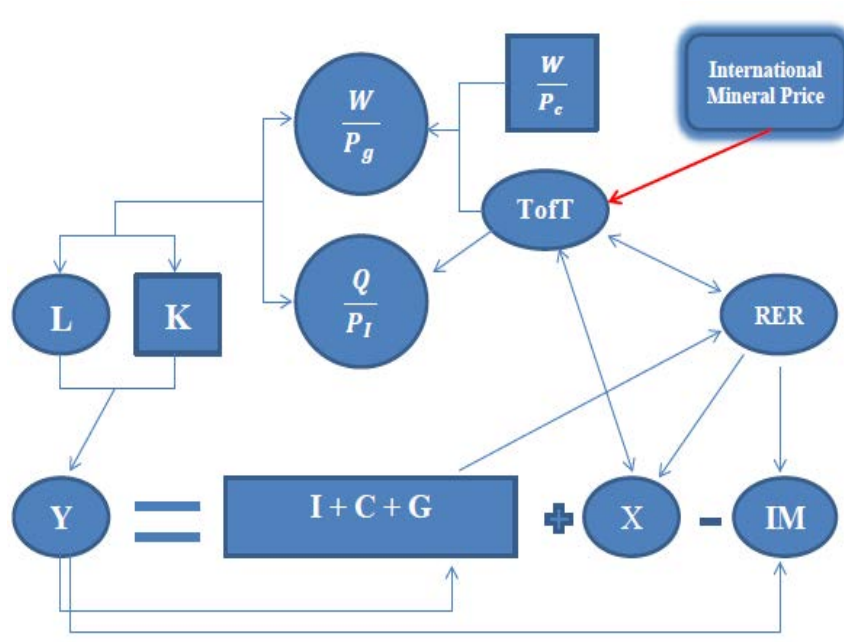 W
P_g
W
P_c
International
Mineral Price
TofT
Q
P_I
L
K
RER
Y = I + C + G + X - IM